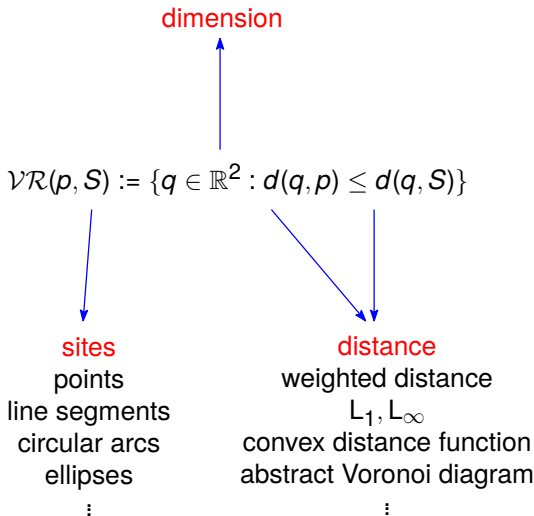 dimension
𝒱ℛ(p, S) := {q ∈ ℝ² : d(q, p) ≤ d(q, S)}
sites
points
line segments
circular arcs
ellipses
⋮
distance
weighted distance
L₁, L∞
convex distance function
abstract Voronoi diagram
⋮